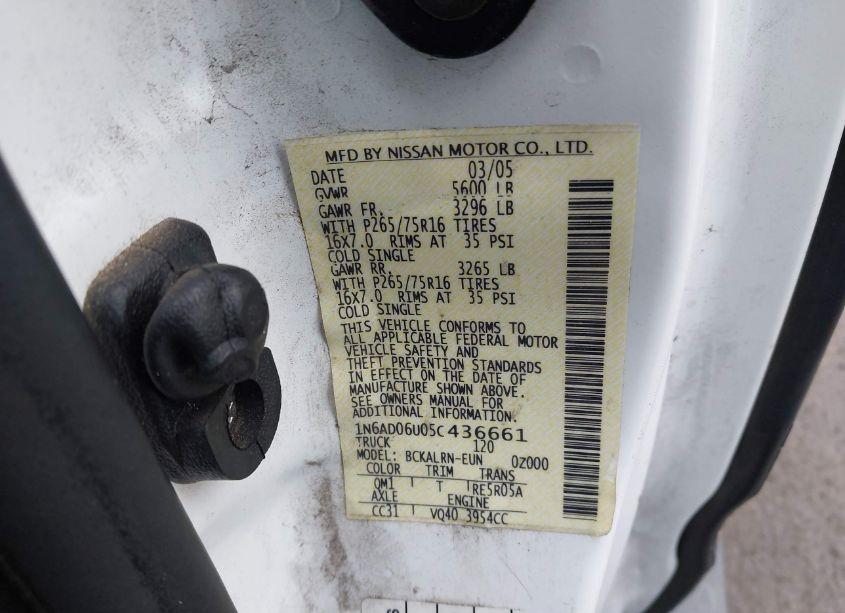 MFD BY NISSAN MOTOR CO., LTD.
DATE 03/05
GVWR 5600 LB
GAWR FR. 3296 LB
WITH P265/75R16 TIRES
16X7.0 RIMS AT 35 PSI
COLD SINGLE
GAWR RR. 3265 LB
WITH P265/75R16 TIRES
16X7.0 RIMS AT 35 PSI
COLD SINGLE
THIS VEHICLE CONFORMS TO
ALL APPLICABLE FEDERAL MOTOR
VEHICLE SAFETY AND
THEFT PREVENTION STANDARDS
IN EFFECT ON THE DATE OF
MANUFACTURE SHOWN ABOVE.
SEE OWNERS MANUAL FOR
ADDITIONAL INFORMATION.
1N6AD06U05C436661
TRUCK 120
MODEL: BCKALRN-EUN 0Z000
COLOR TRIM TRANS
QM1 T RE5R05A
AXLE ENGINE
CC31 VQ40 3954CC